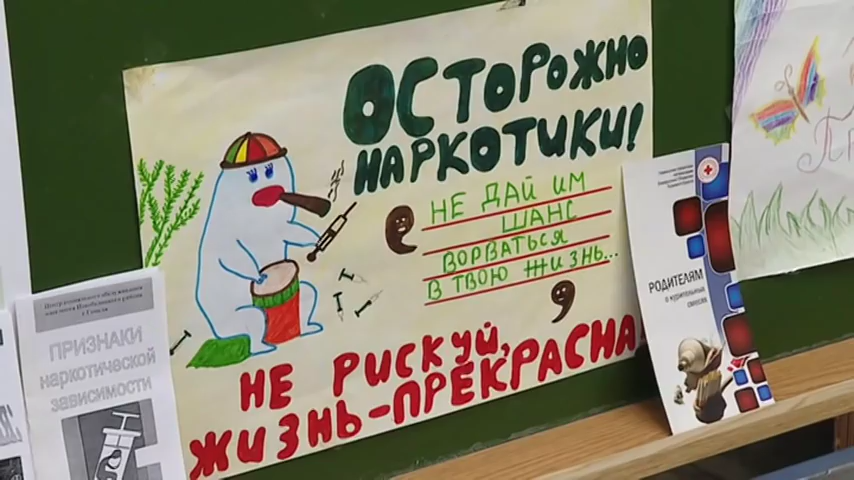 ОСТОРОЖНО
НАРКОТИКИ!
НЕ ДАЙ ИМ
ШАНС
ВОРВАТЬСЯ
В ТВОЮ ЖИЗНЬ...
НЕ РИСКУЙ,
ЖИЗНЬ-ПРЕКРАСНА
ПРИЗНАКИ
наркотической
зависимости
РОДИТЕЛЯМ
о курительных
смесях